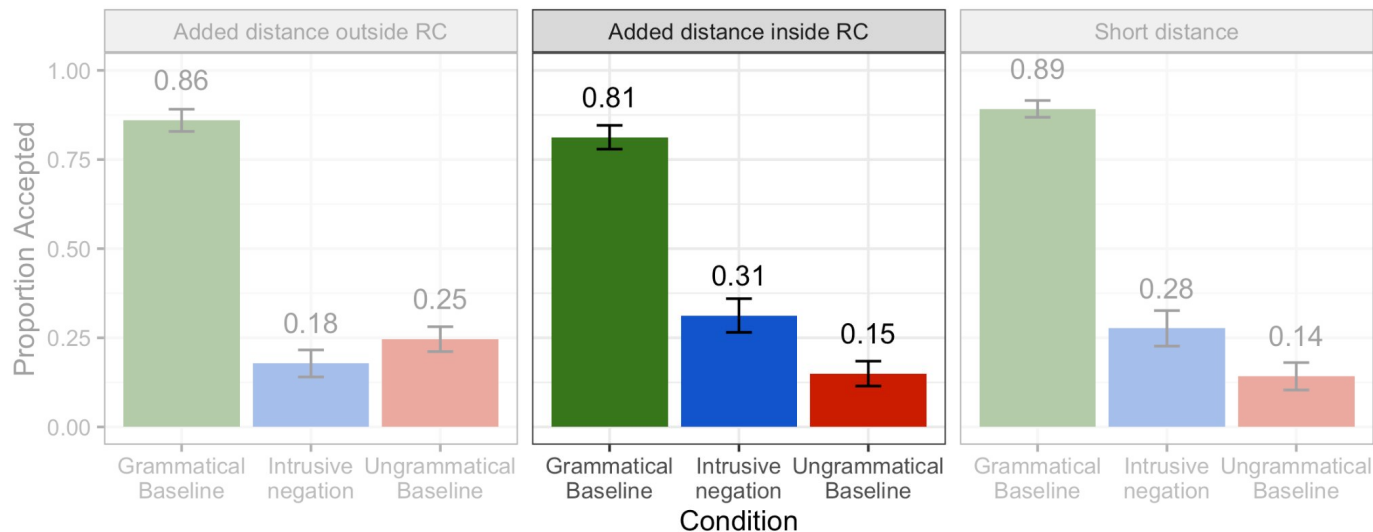 Added distance outside RC
Added distance inside RC
Short distance
Proportion Accepted
1.00
0.75
0.50
0.25
0.00
0.86
0.18
0.25
0.81
0.31
0.15
0.89
0.28
0.14
Grammatical
Baseline
Intrusive
negation
Ungrammatical
Baseline
Grammatical
Baseline
Intrusive
negation
Ungrammatical
Baseline
Grammatical
Baseline
Intrusive
negation
Ungrammatical
Baseline
Condition